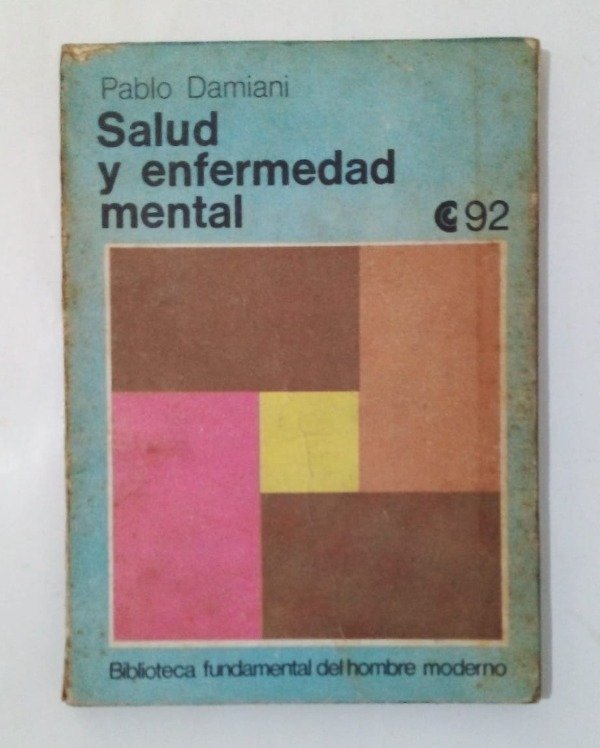 Pablo Damiani
Salud
y enfermedad
mental
92
Biblioteca fundamental del hombre moderno